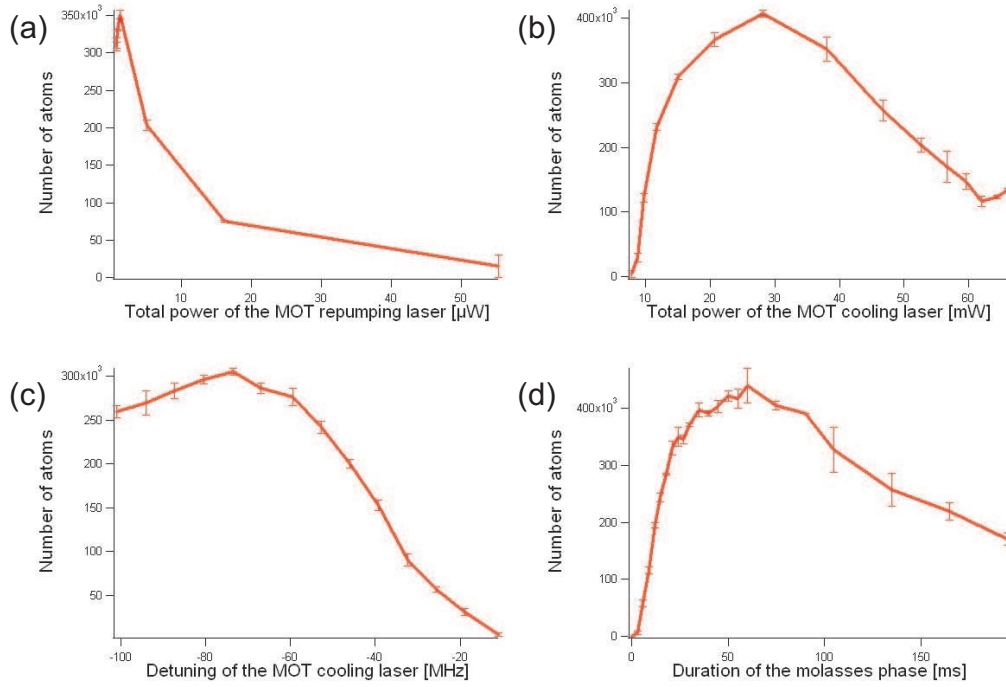 (a)
350x10³
300
250
200
150
100
50
0
Number of atoms
10
20
30
40
50
Total power of the MOT repumping laser [µW]
(b)
400x10³
300
200
100
0
Number of atoms
10
20
30
40
50
60
Total power of the MOT cooling laser [mW]
(c)
300x10³
250
200
150
100
50
Number of atoms
-100
-80
-60
-40
-20
Detuning of the MOT cooling laser [MHz]
(d)
400x10³
300
200
100
0
Number of atoms
0
50
100
150
Duration of the molasses phase [ms]